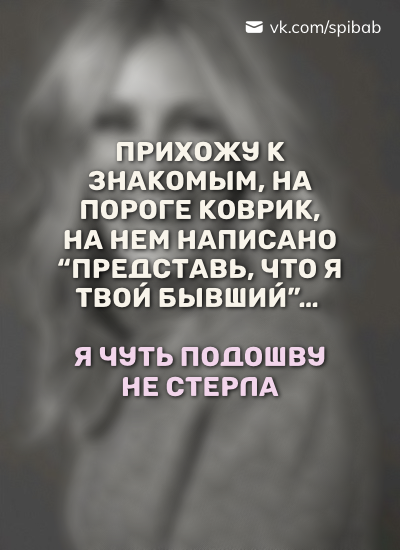 vk.com/spibab
ПРИХОЖУ К
ЗНАКОМЫМ, НА
ПОРОГЕ КОВРИК,
НА НЕМ НАПИСАНО
“ПРЕДСТАВЬ, ЧТО Я
ТВОЙ БЫВШИЙ”...
Я ЧУТЬ ПОДОШВУ
НЕ СТЕРЛА